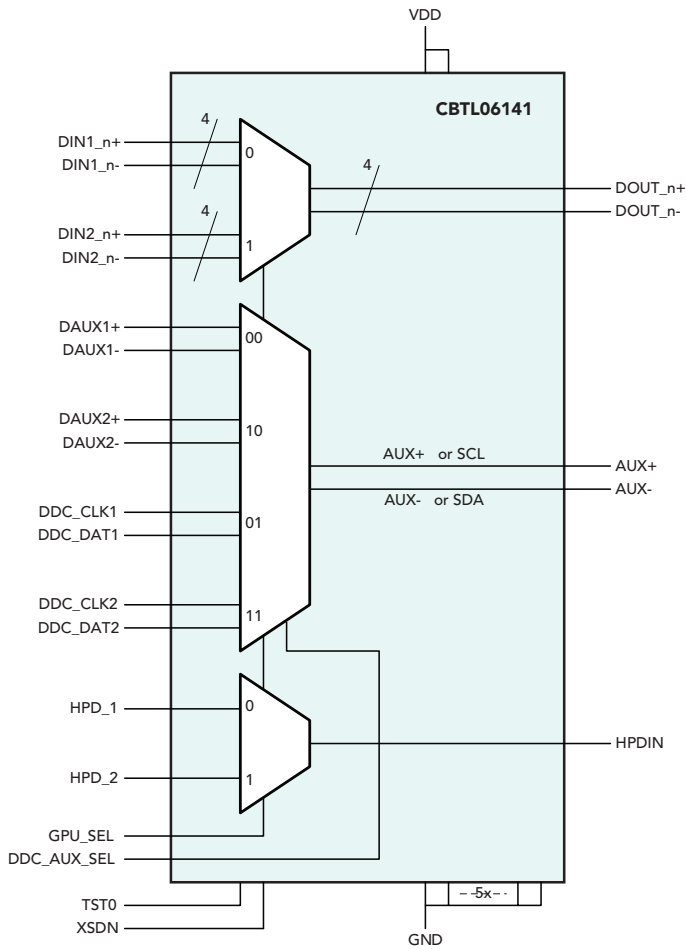 VDD
CBTL06141
4
DIN1_n+
DIN1_n-
0
4
DOUT_n+
DOUT_n-
4
DIN2_n+
DIN2_n-
1
DAUX1+
DAUX1-
00
DAUX2+
DAUX2-
10
AUX+ or SCL
AUX+
AUX- or SDA
AUX-
DDC_CLK1
DDC_DAT1
01
DDC_CLK2
DDC_DAT2
11
HPD_1
0
HPDIN
HPD_2
1
GPU_SEL
DDC_AUX_SEL
TST0
XSDN
5x
GND